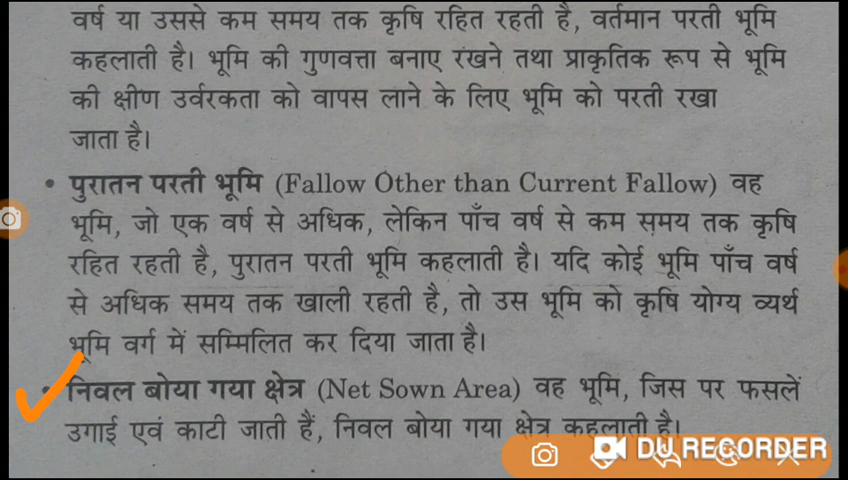 वर्ष या उससे कम समय तक कृषि रहित रहती है, वर्तमान परती भूमि
कहलाती है। भूमि की गुणवत्ता बनाए रखने तथा प्राकृतिक रूप से भूमि
की क्षीण उर्वरकता को वापस लाने के लिए भूमि को परती रखा
जाता है।
• पुरातन परती भूमि (Fallow Other than Current Fallow) वह
भूमि, जो एक वर्ष से अधिक, लेकिन पाँच वर्ष से कम समय तक कृषि
रहित रहती है, पुरातन परती भूमि कहलाती है। यदि कोई भूमि पाँच वर्ष
से अधिक समय तक खाली रहती है, तो उस भूमि को कृषि योग्य व्यर्थ
भूमि वर्ग में सम्मिलित कर दिया जाता है।
• निवल बोया गया क्षेत्र (Net Sown Area) वह भूमि, जिस पर फसलें
उगाई एवं काटी जाती हैं, निवल बोया गया क्षेत्र कहलाती है।
DU RECORDER